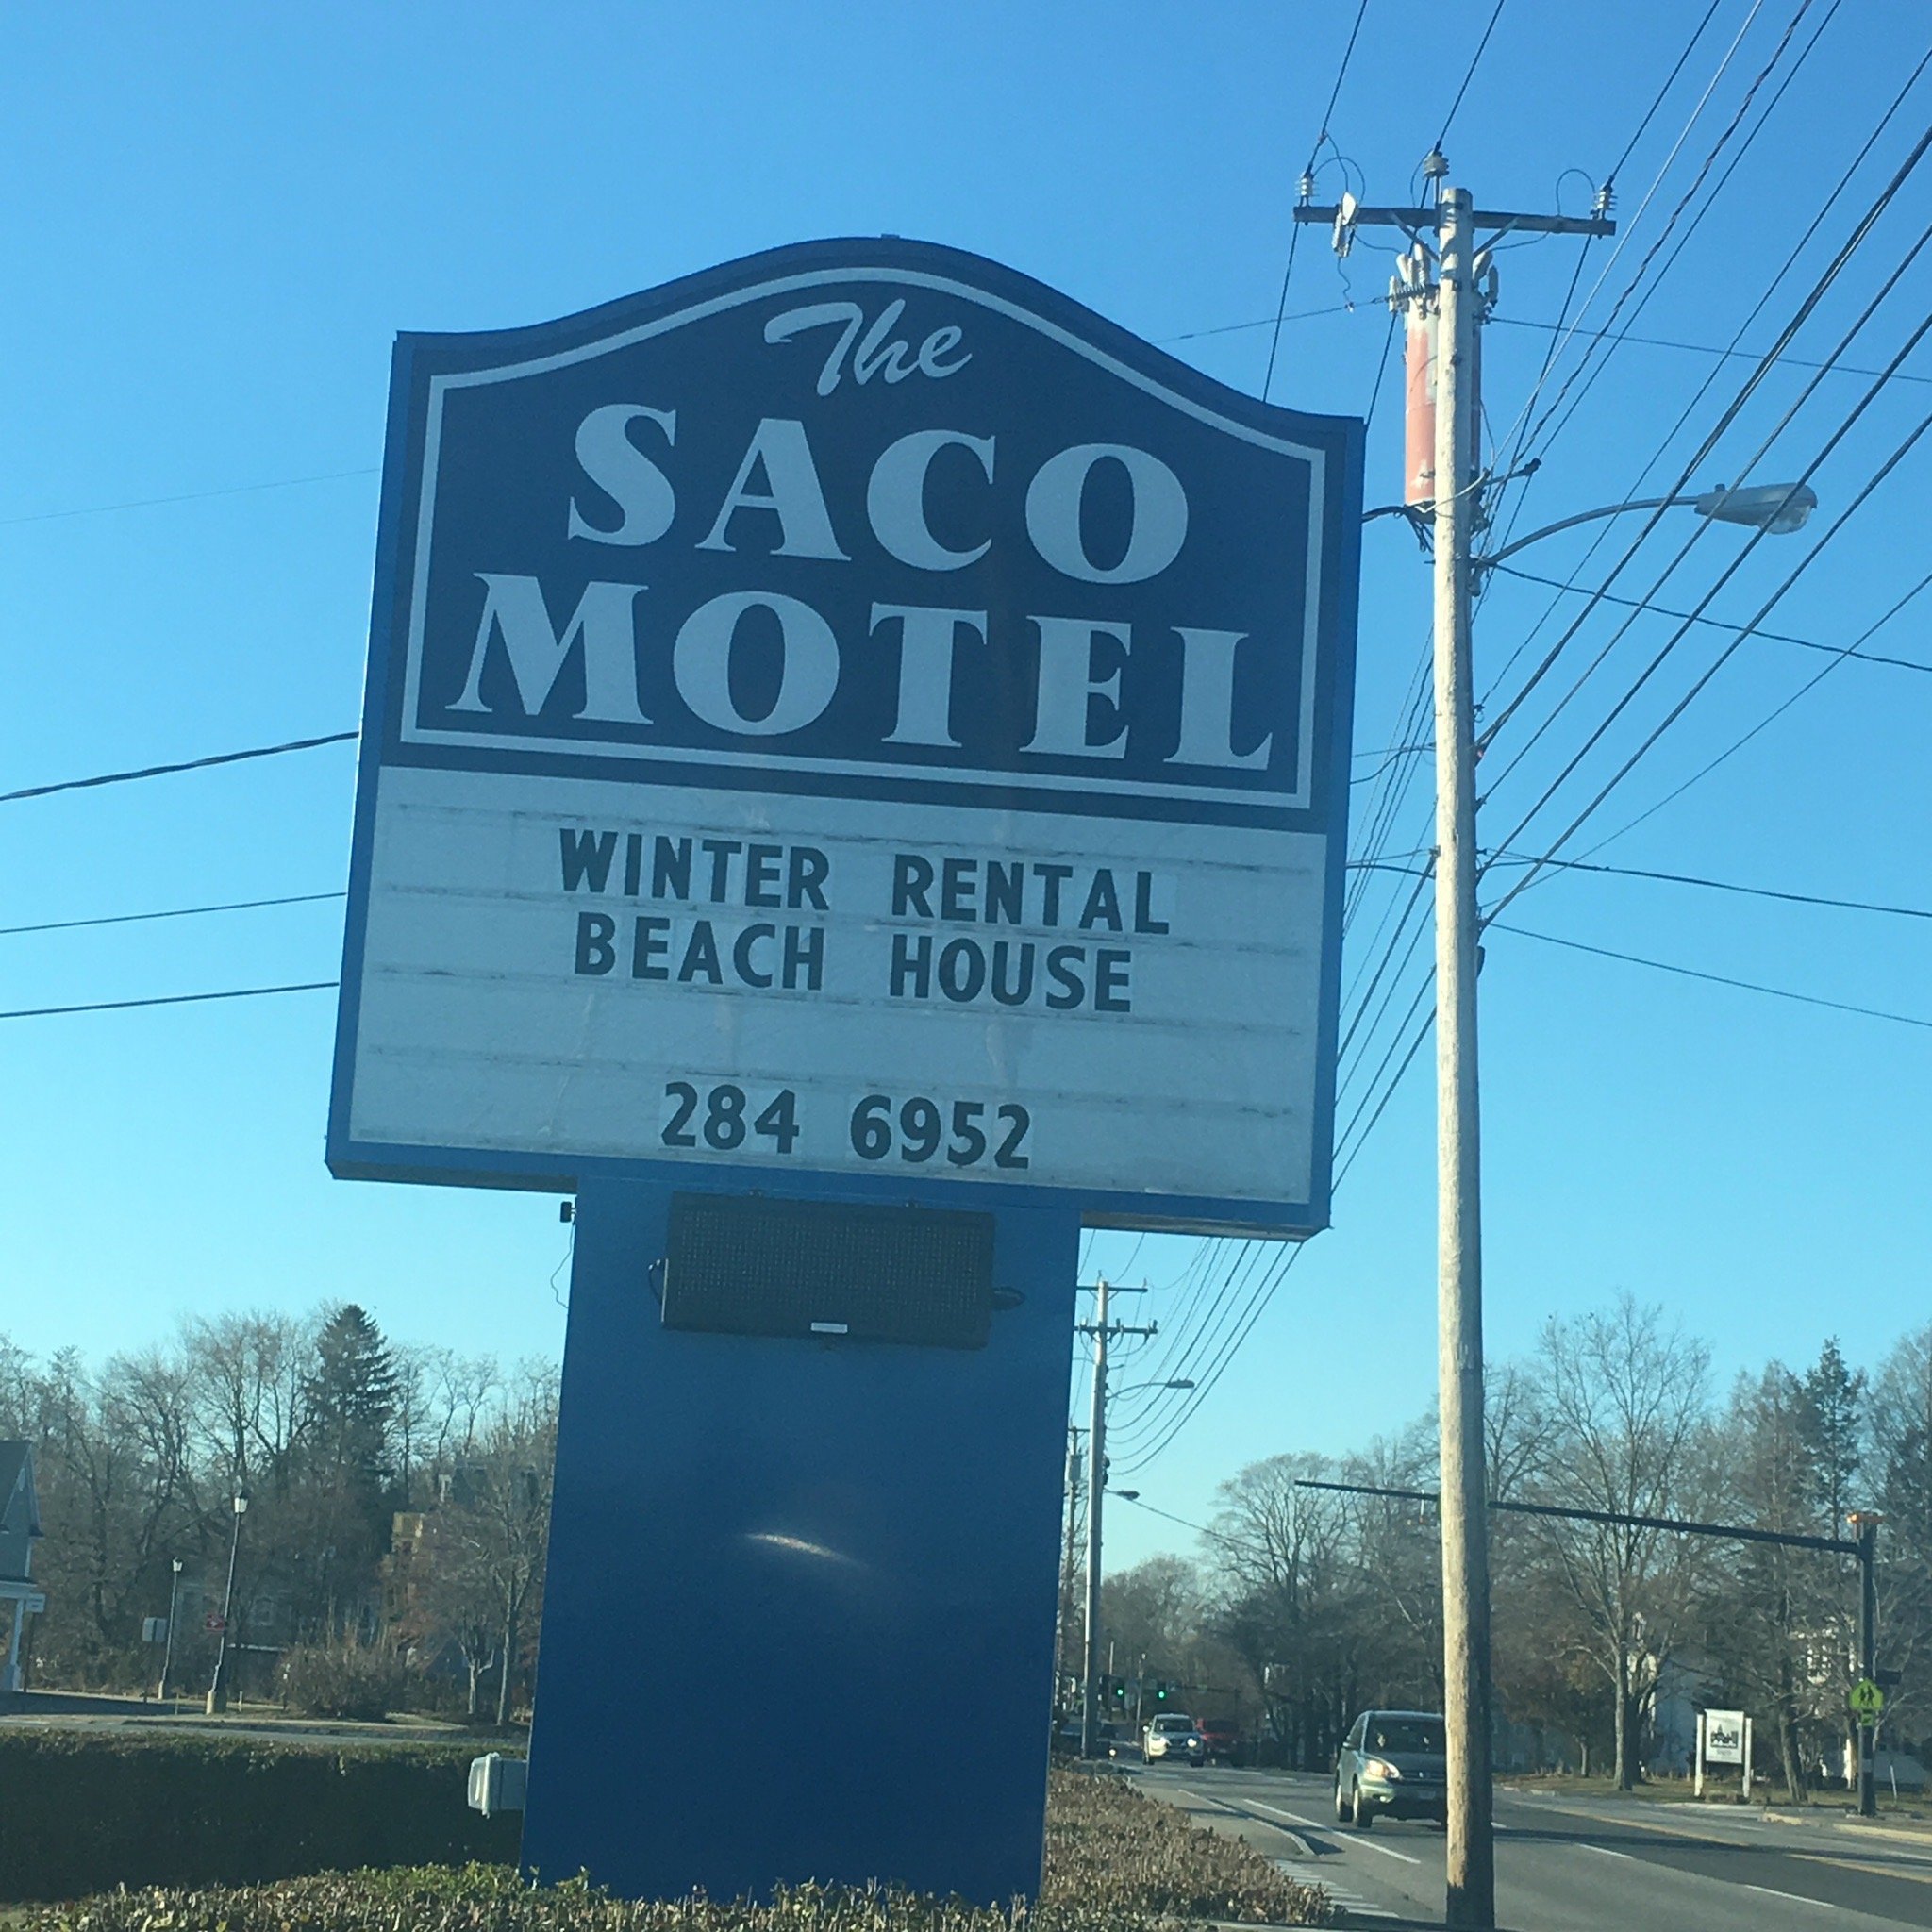 The
SACO
MOTEL
WINTER RENTAL
BEACH HOUSE
284 6952